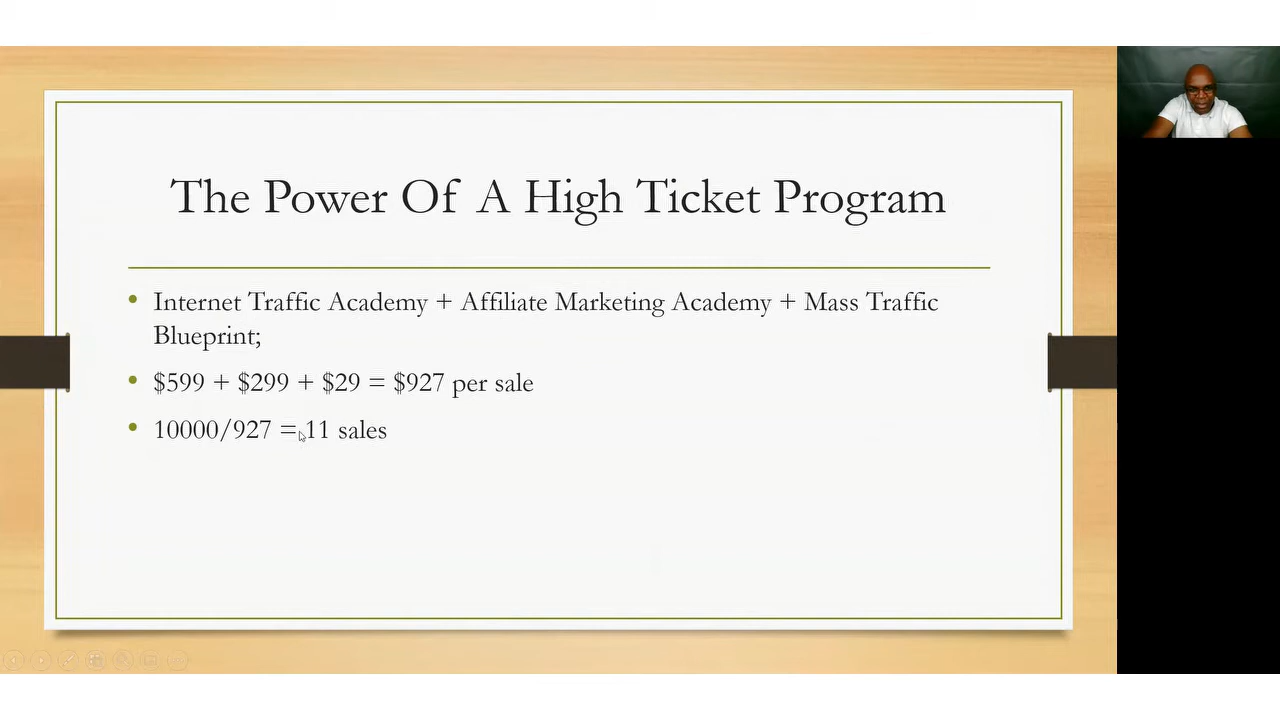 The Power Of A High Ticket Program
• Internet Traffic Academy + Affiliate Marketing Academy + Mass Traffic
Blueprint;
• $599 + $299 + $29 = $927 per sale
• 10000/927 = 11 sales